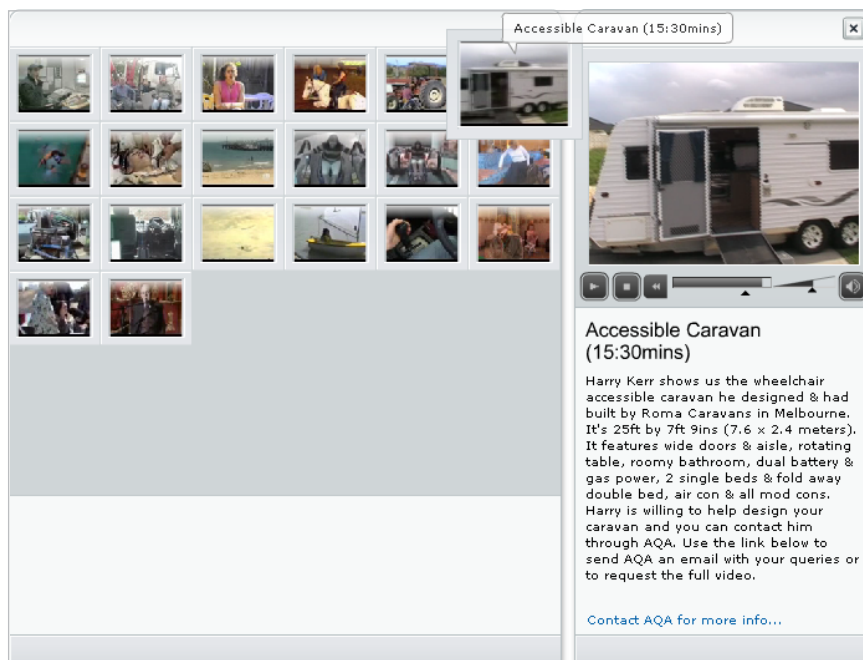 Accessible Caravan (15:30mins)
Accessible Caravan
(15:30mins)
Harry Kerr shows us the wheelchair
accessible caravan he designed & had
built by Roma Caravans in Melbourne.
It's 25ft by 7ft 9ins (7.6 x 2.4 meters).
It features wide doors & aisle, rotating
table, roomy bathroom, dual battery &
gas power, 2 single beds & fold away
double bed, air con & all mod cons.
Harry is willing to help design your
caravan and you can contact him
through AQA. Use the link below to
send AQA an email with your queries or
to request the full video.
Contact AQA for more info...